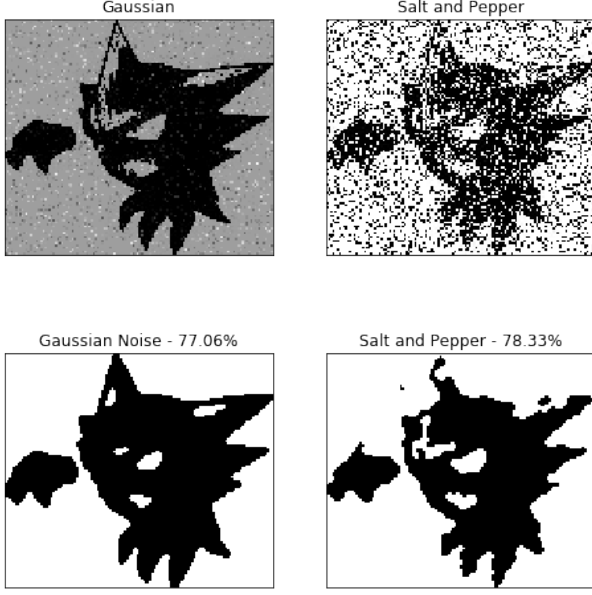 Gaussian
Salt and Pepper
Gaussian Noise - 77.06%
Salt and Pepper - 78.33%